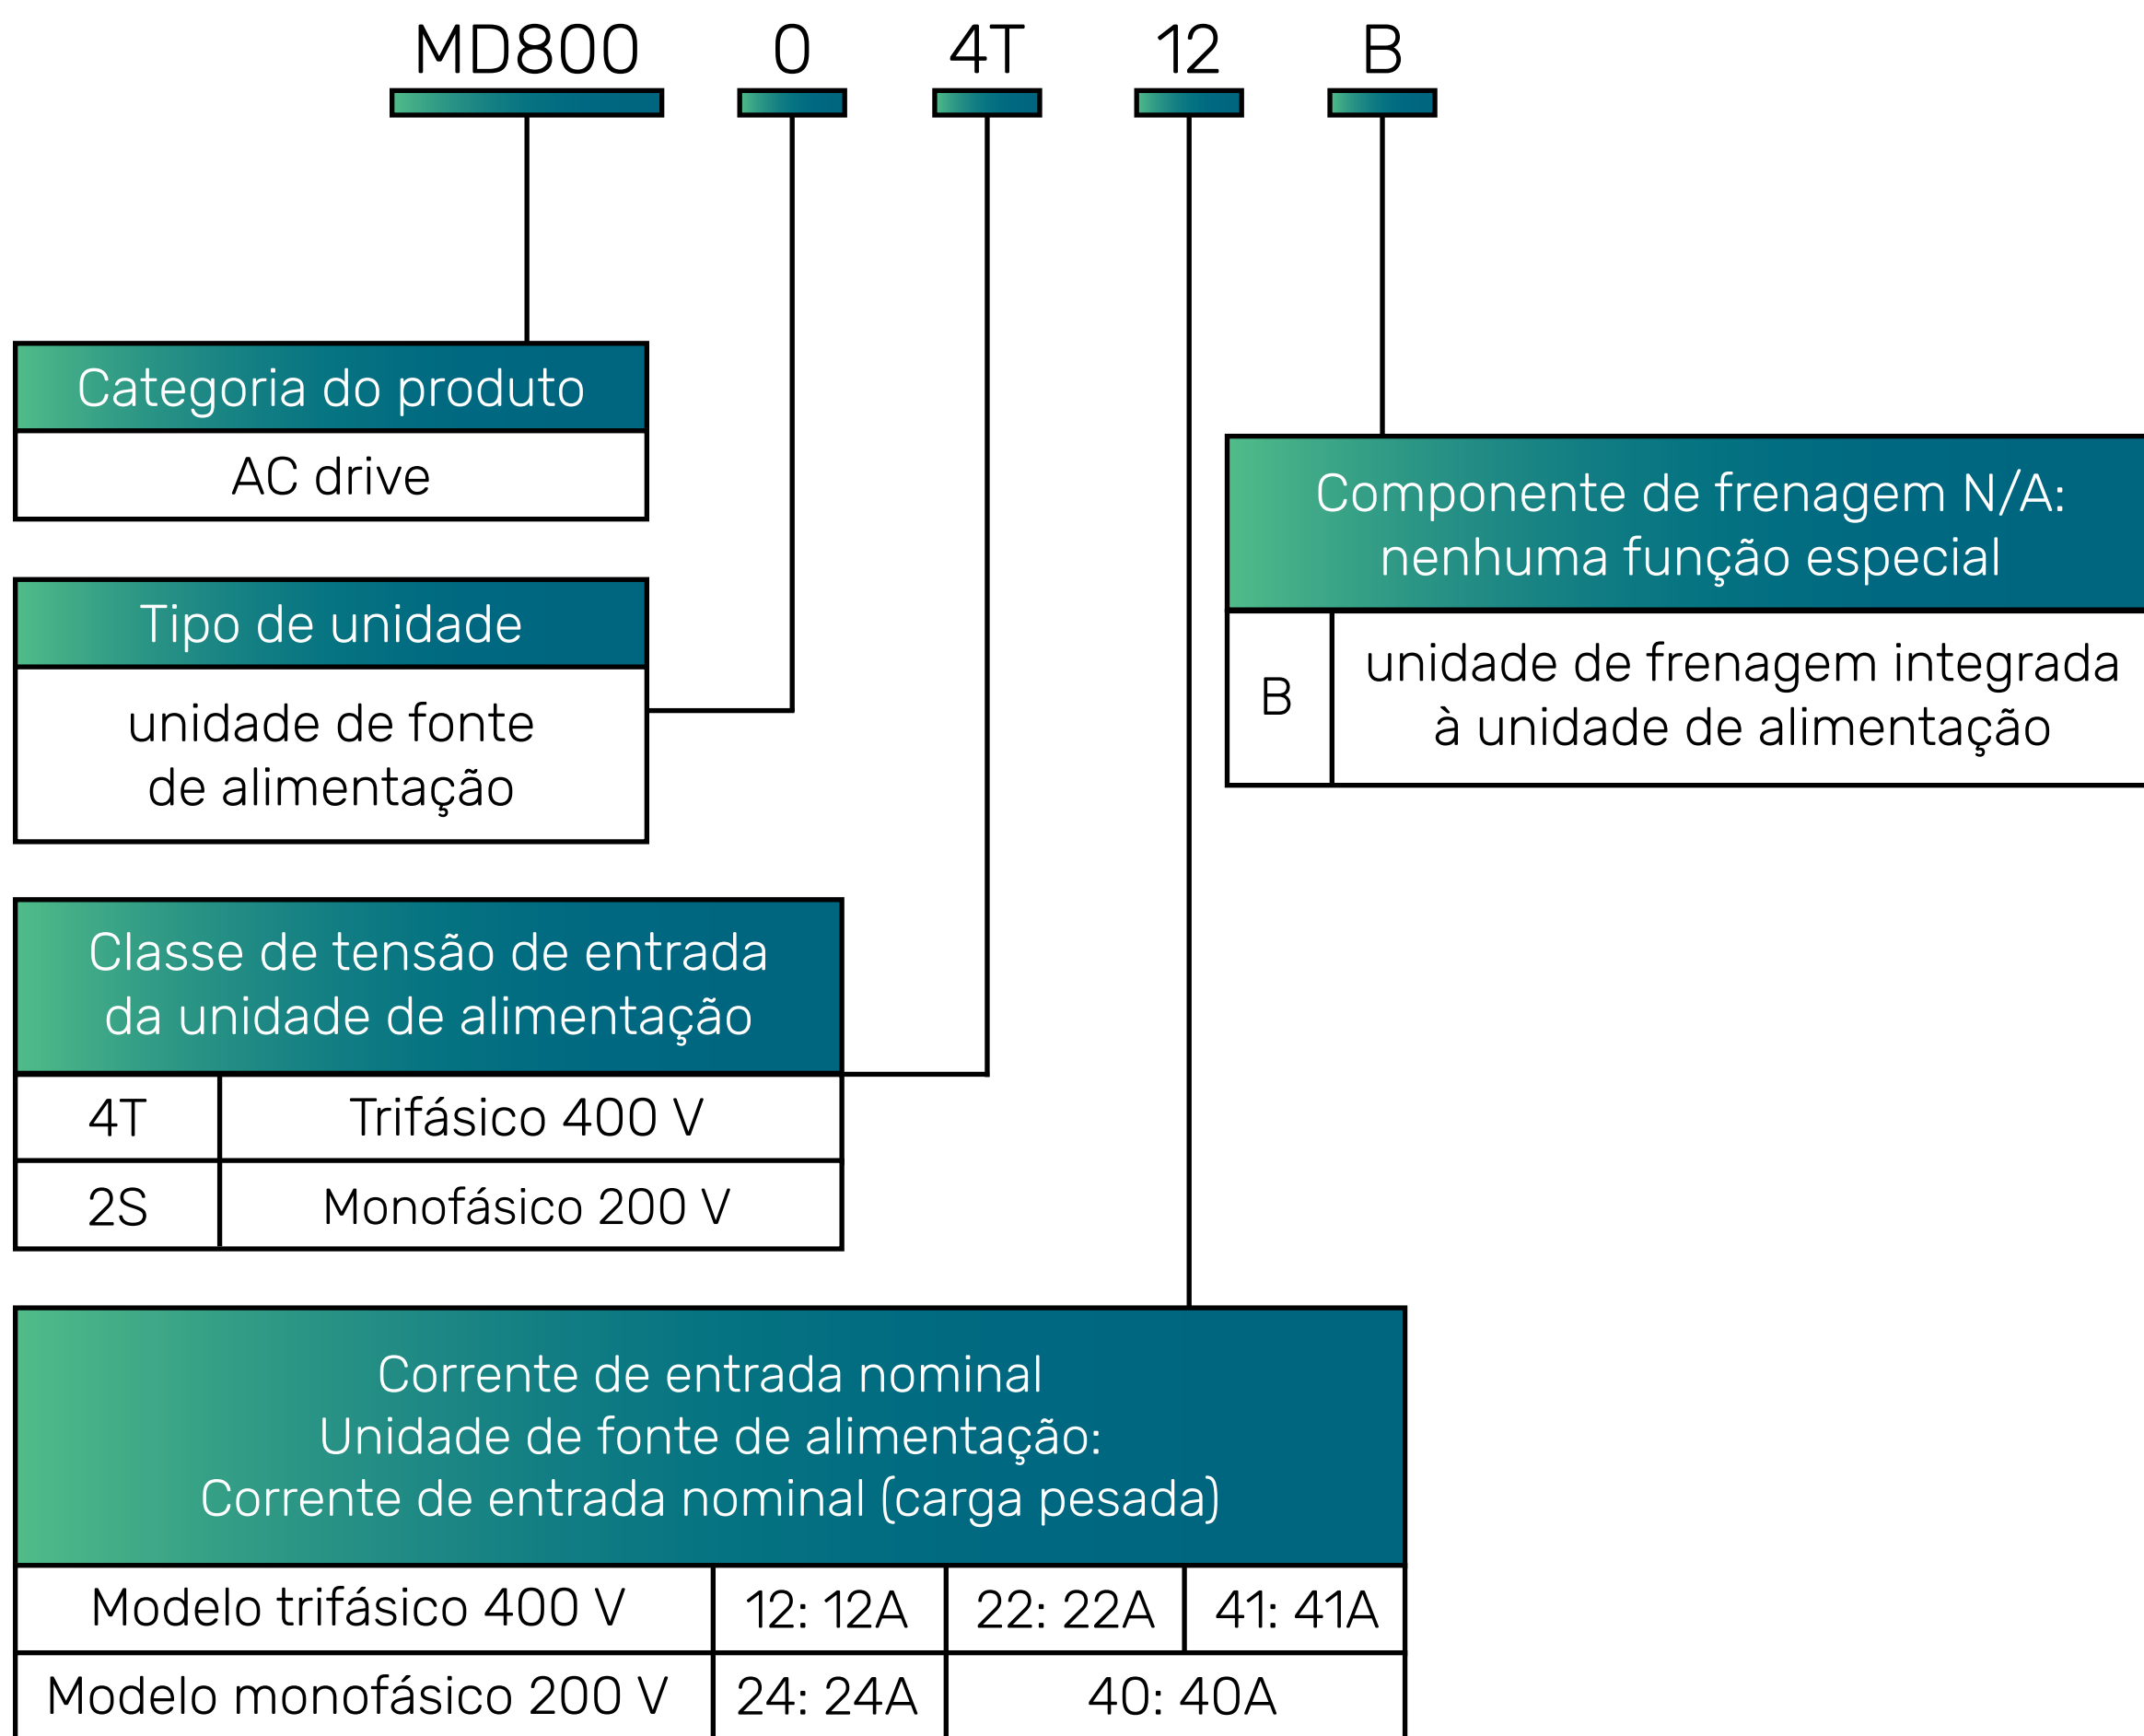 MD800 0 4T 12 B
Categoria do produto
AC drive
Componente de frenagem N/A:
nenhuma função especial
B
unidade de frenagem integrada
à unidade de alimentação
Tipo de unidade
unidade de fonte
de alimentação
Classe de tensão de entrada
da unidade de alimentação
4T Trifásico 400 V
2S Monofásico 200 V
Corrente de entrada nominal
Unidade de fonte de alimentação:
Corrente de entrada nominal (carga pesada)
Modelo trifásico 400 V 12: 12A 22: 22A 41: 41A
Modelo monofásico 200 V 24: 24A 40: 40A